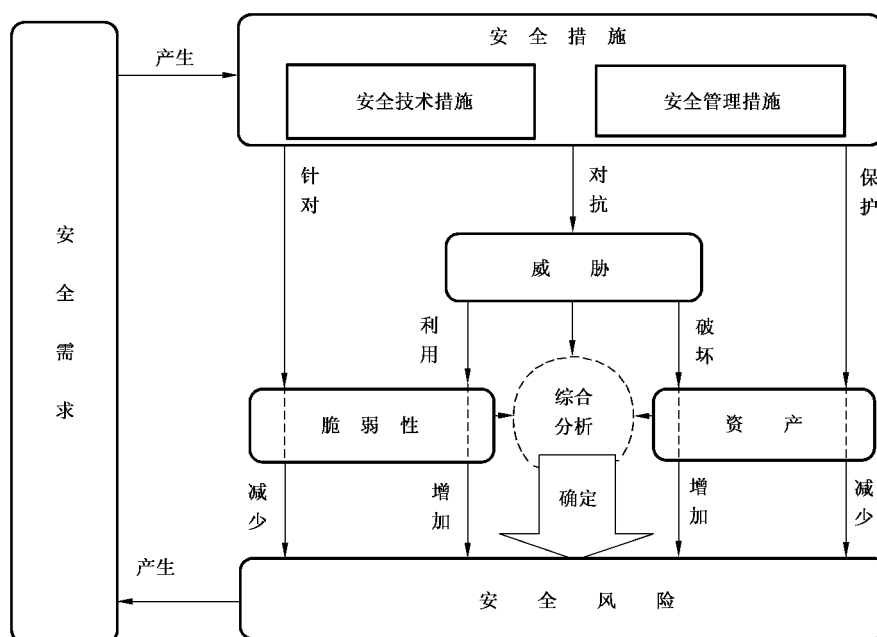 安全措施
产生
安全技术措施
安全管理措施
针对
对抗
保护
安全需求
威胁
利用
破坏
综合
分析
脆弱性
资产
减少
增加
确定
增加
减少
产生
安全风险